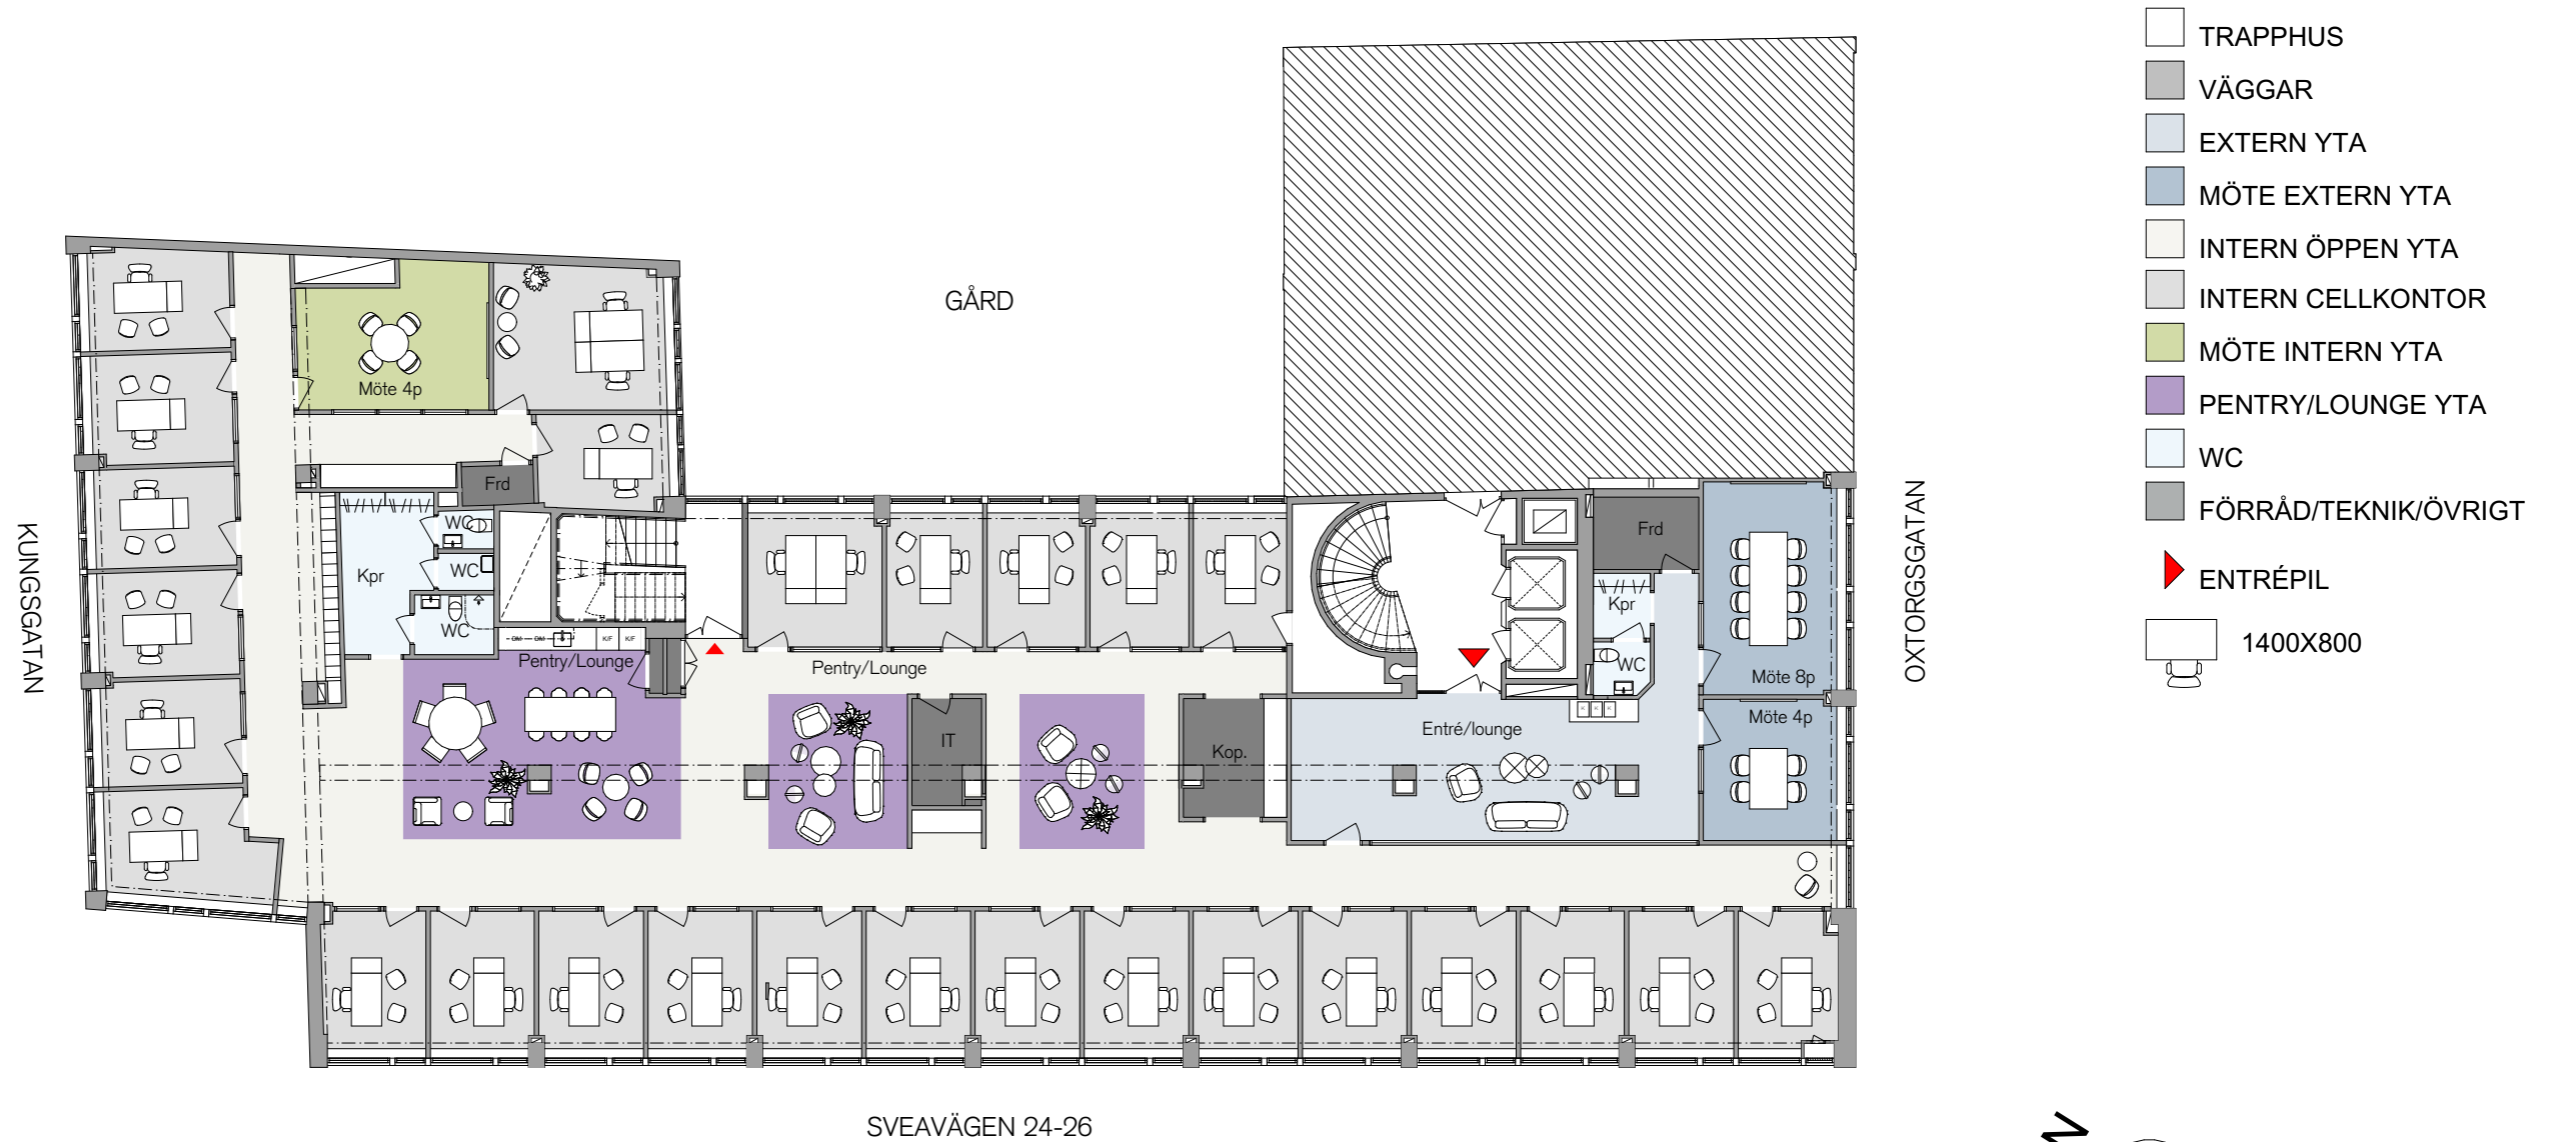 TRAPPHUS
VÄGGAR
EXTERN YTA
MÖTE EXTERN YTA
INTERN ÖPPEN YTA
INTERN CELLKONTOR
MÖTE INTERN YTA
PENTRY/LOUNGE YTA
WC
FÖRRÅD/TEKNIK/ÖVRIGT
ENTRÉPIL
1400X800
GÅRD
KUNGSGATAN
OXTORGSGATAN
Möte 4p
Frd
WC
Kpr
WC
WC
DM DM K/F K/F
Pentry/Lounge
Pentry/Lounge
IT
Kop.
Frd
Kpr
WC
K K K
Entré/lounge
Möte 8p
Möte 4p
SVEAVÄGEN 24-26
N